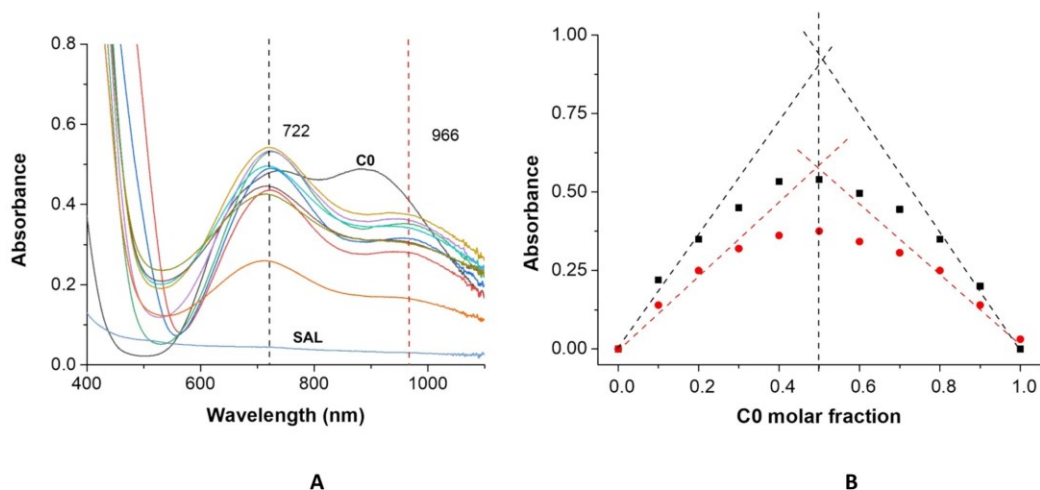 0.8
0.6
0.4
0.2
0.0
400 600 800 1000
Absorbance
Wavelength (nm)
722
966
C0
SAL
A
1.00
0.75
0.50
0.25
0.00
0.0 0.2 0.4 0.6 0.8 1.0
Absorbance
C0 molar fraction
B